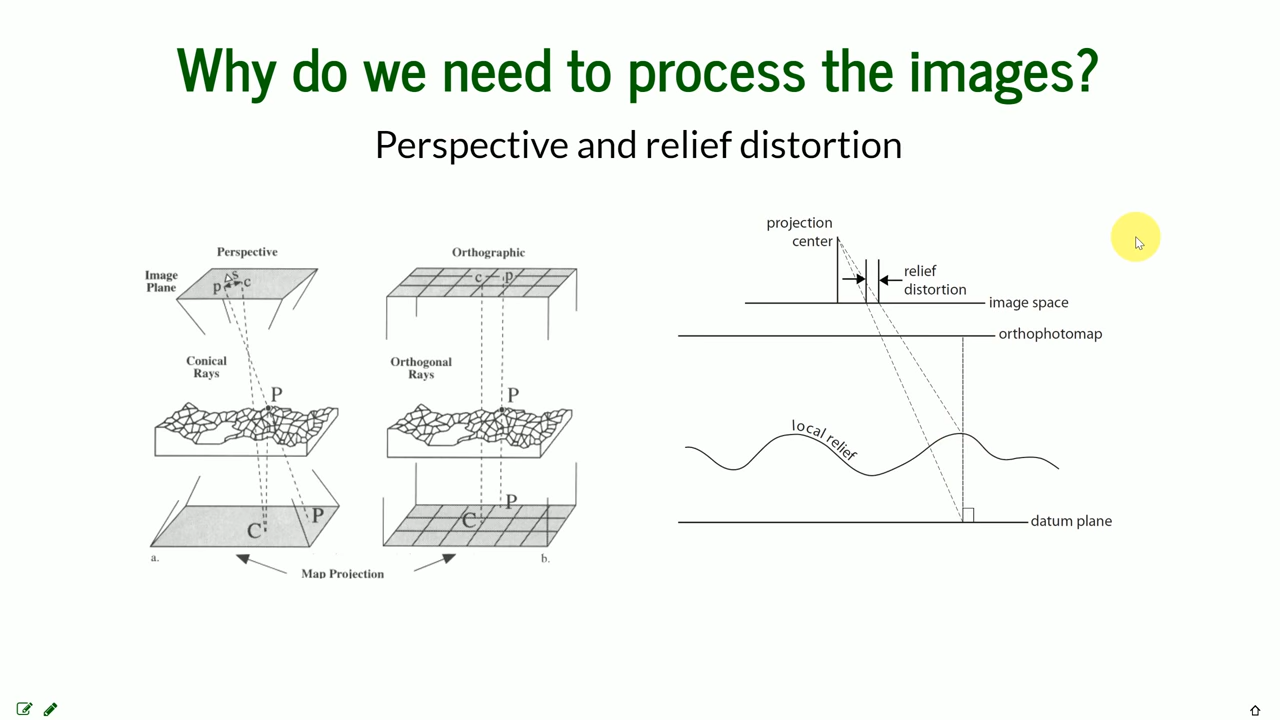 Why do we need to process the images?
Perspective and relief distortion
Perspective
Image
Plane
Δs
p
c
Conical
Rays
P
C
P
a.
Orthographic
c
p
Orthogonal
Rays
P
P
C
b.
Map Projection
projection
center
relief
distortion
image space
orthophotomap
local relief
datum plane